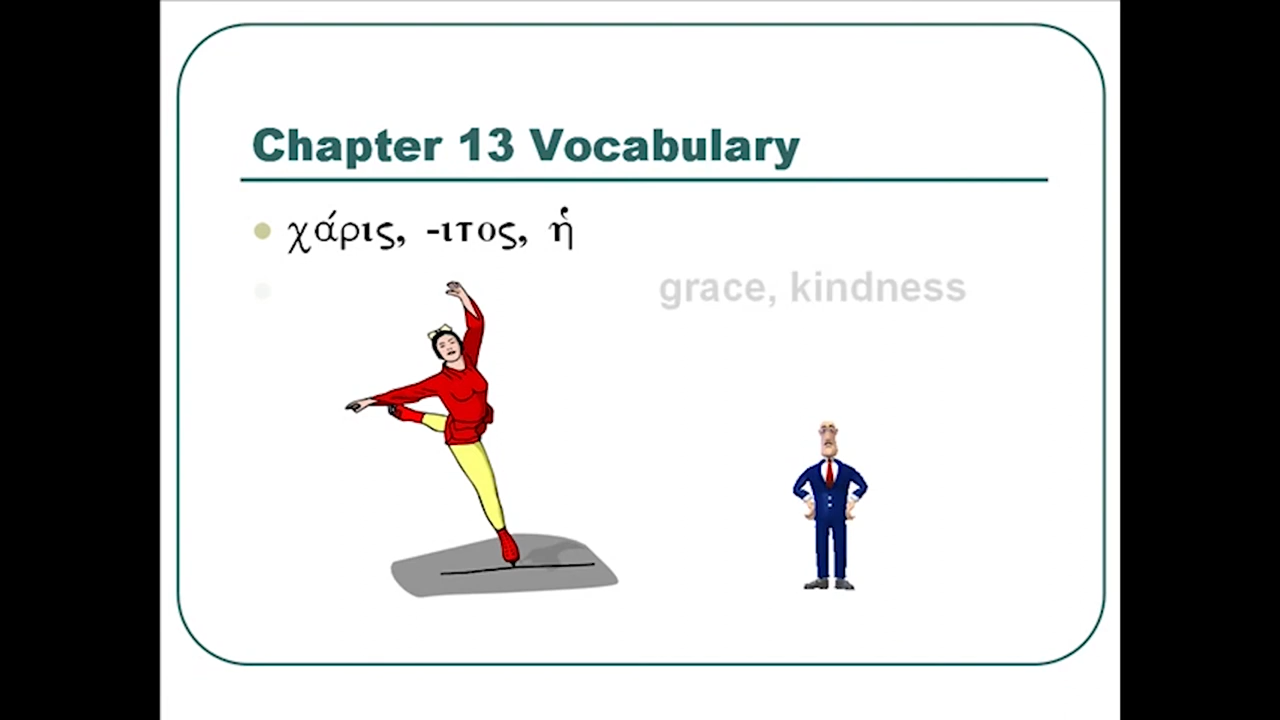 Chapter 13 Vocabulary
χάρις, -ιτος, ἡ
grace, kindness